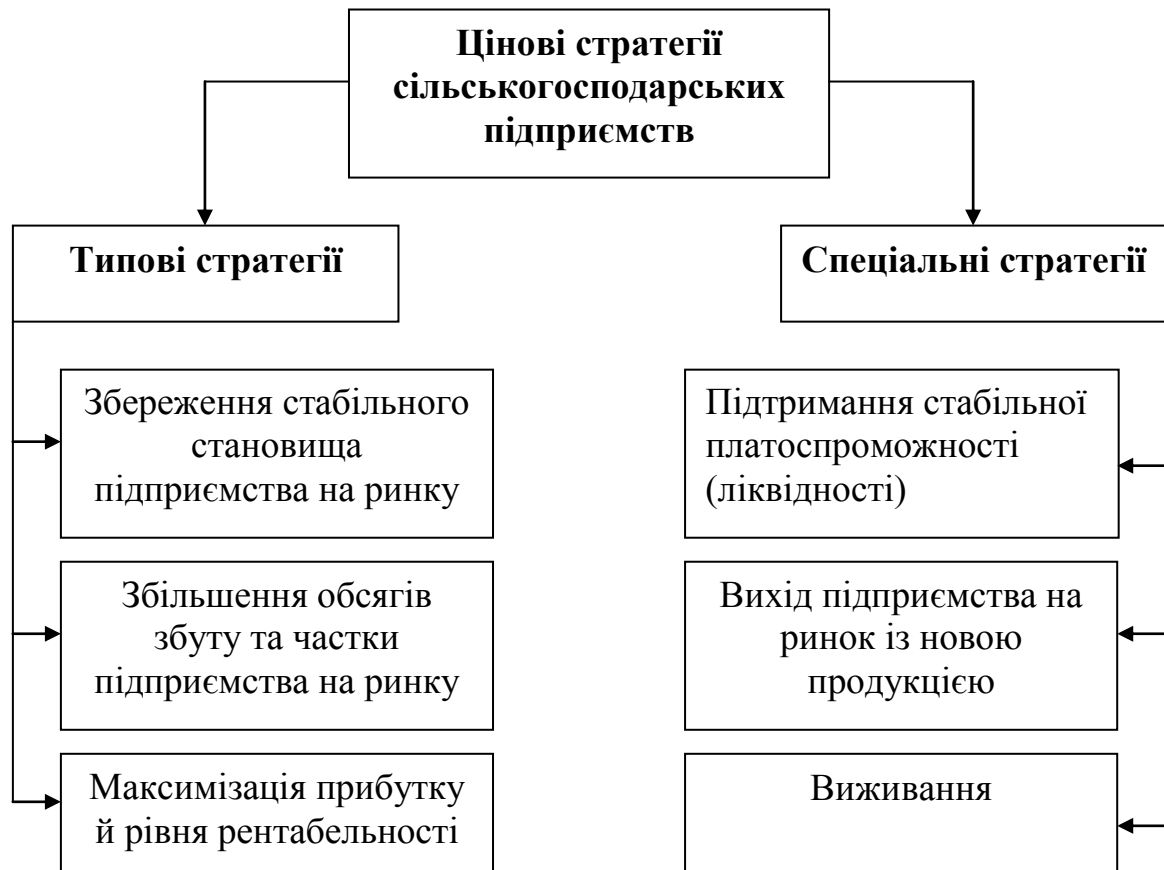 Цінові стратегії
сільськогосподарських
підприємств
Типові стратегії
Спеціальні стратегії
Збереження стабільного
становища
підприємства на ринку
Підтримання стабільної
платоспроможності
(ліквідності)
Збільшення обсягів
збуту та частки
підприємства на ринку
Вихід підприємства на
ринок із новою
продукцією
Максимізація прибутку
й рівня рентабельності
Виживання